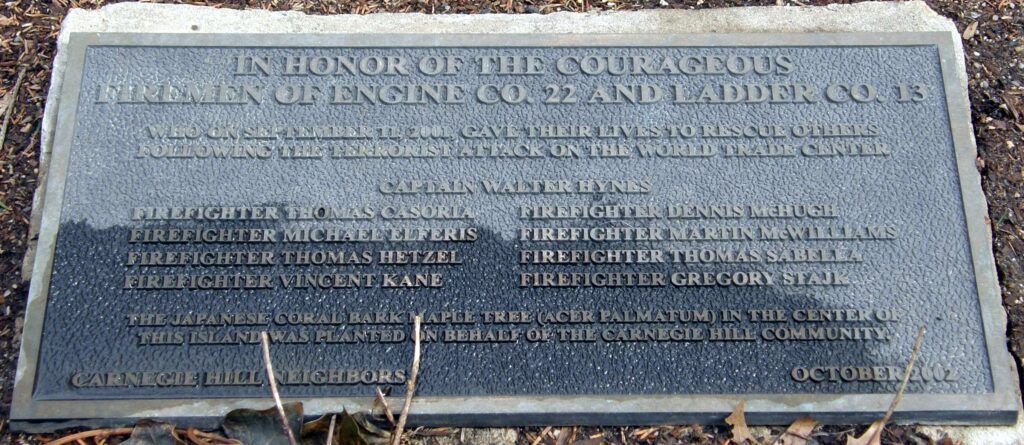 IN HONOR OF THE COURAGEOUS
FIREMEN OF ENGINE CO. 22 AND LADDER CO. 13
WHO ON SEPTEMBER 11, 2001, GAVE THEIR LIVES TO RESCUE OTHERS
FOLLOWING THE TERRORIST ATTACK ON THE WORLD TRADE CENTER
CAPTAIN WALTER HYNES
FIREFIGHTER THOMAS CASORIA FIREFIGHTER DENNIS McHUGH
FIREFIGHTER MICHAEL ELFERIS FIREFIGHTER MARTIN McWILLIAMS
FIREFIGHTER THOMAS HETZEL FIREFIGHTER THOMAS SABELLA
FIREFIGHTER VINCENT KANE FIREFIGHTER GREGORY STAJK
THE JAPANESE CORAL BARK MAPLE TREE (ACER PALMATUM) IN THE CENTER OF
THIS ISLAND WAS PLANTED ON BEHALF OF THE CARNEGIE HILL COMMUNITY.
CARNEGIE HILL NEIGHBORS OCTOBER 2002